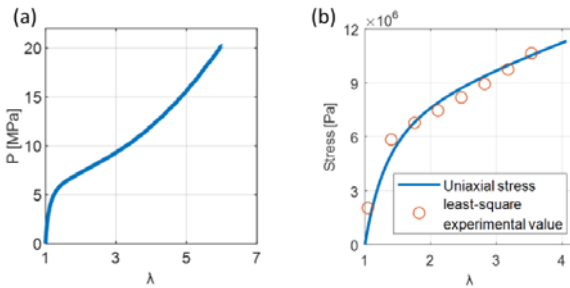 (a)
20
15
10
5
0
P [MPa]
1
3
5
7
λ
(b)
× 10⁶
12
9
6
3
0
Stress [Pa]
Uniaxial stress
least-square
experimental value
1
2
3
4
λ